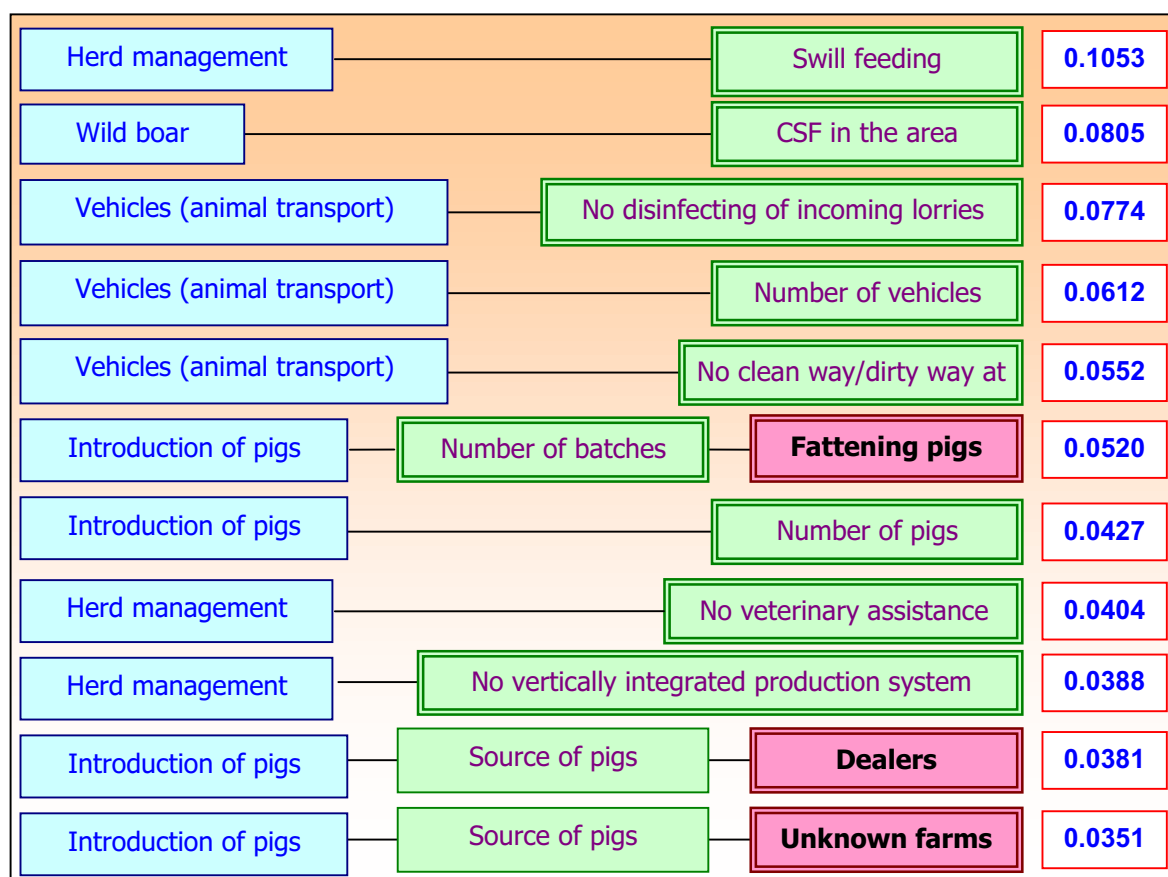 Herd management Swill feeding 0.1053
Wild boar CSF in the area 0.0805
Vehicles (animal transport) No disinfecting of incoming lorries 0.0774
Vehicles (animal transport) Number of vehicles 0.0612
Vehicles (animal transport) No clean way/dirty way at 0.0552
Introduction of pigs Number of batches Fattening pigs 0.0520
Introduction of pigs Number of pigs 0.0427
Herd management No veterinary assistance 0.0404
Herd management No vertically integrated production system 0.0388
Introduction of pigs Source of pigs Dealers 0.0381
Introduction of pigs Source of pigs Unknown farms 0.0351